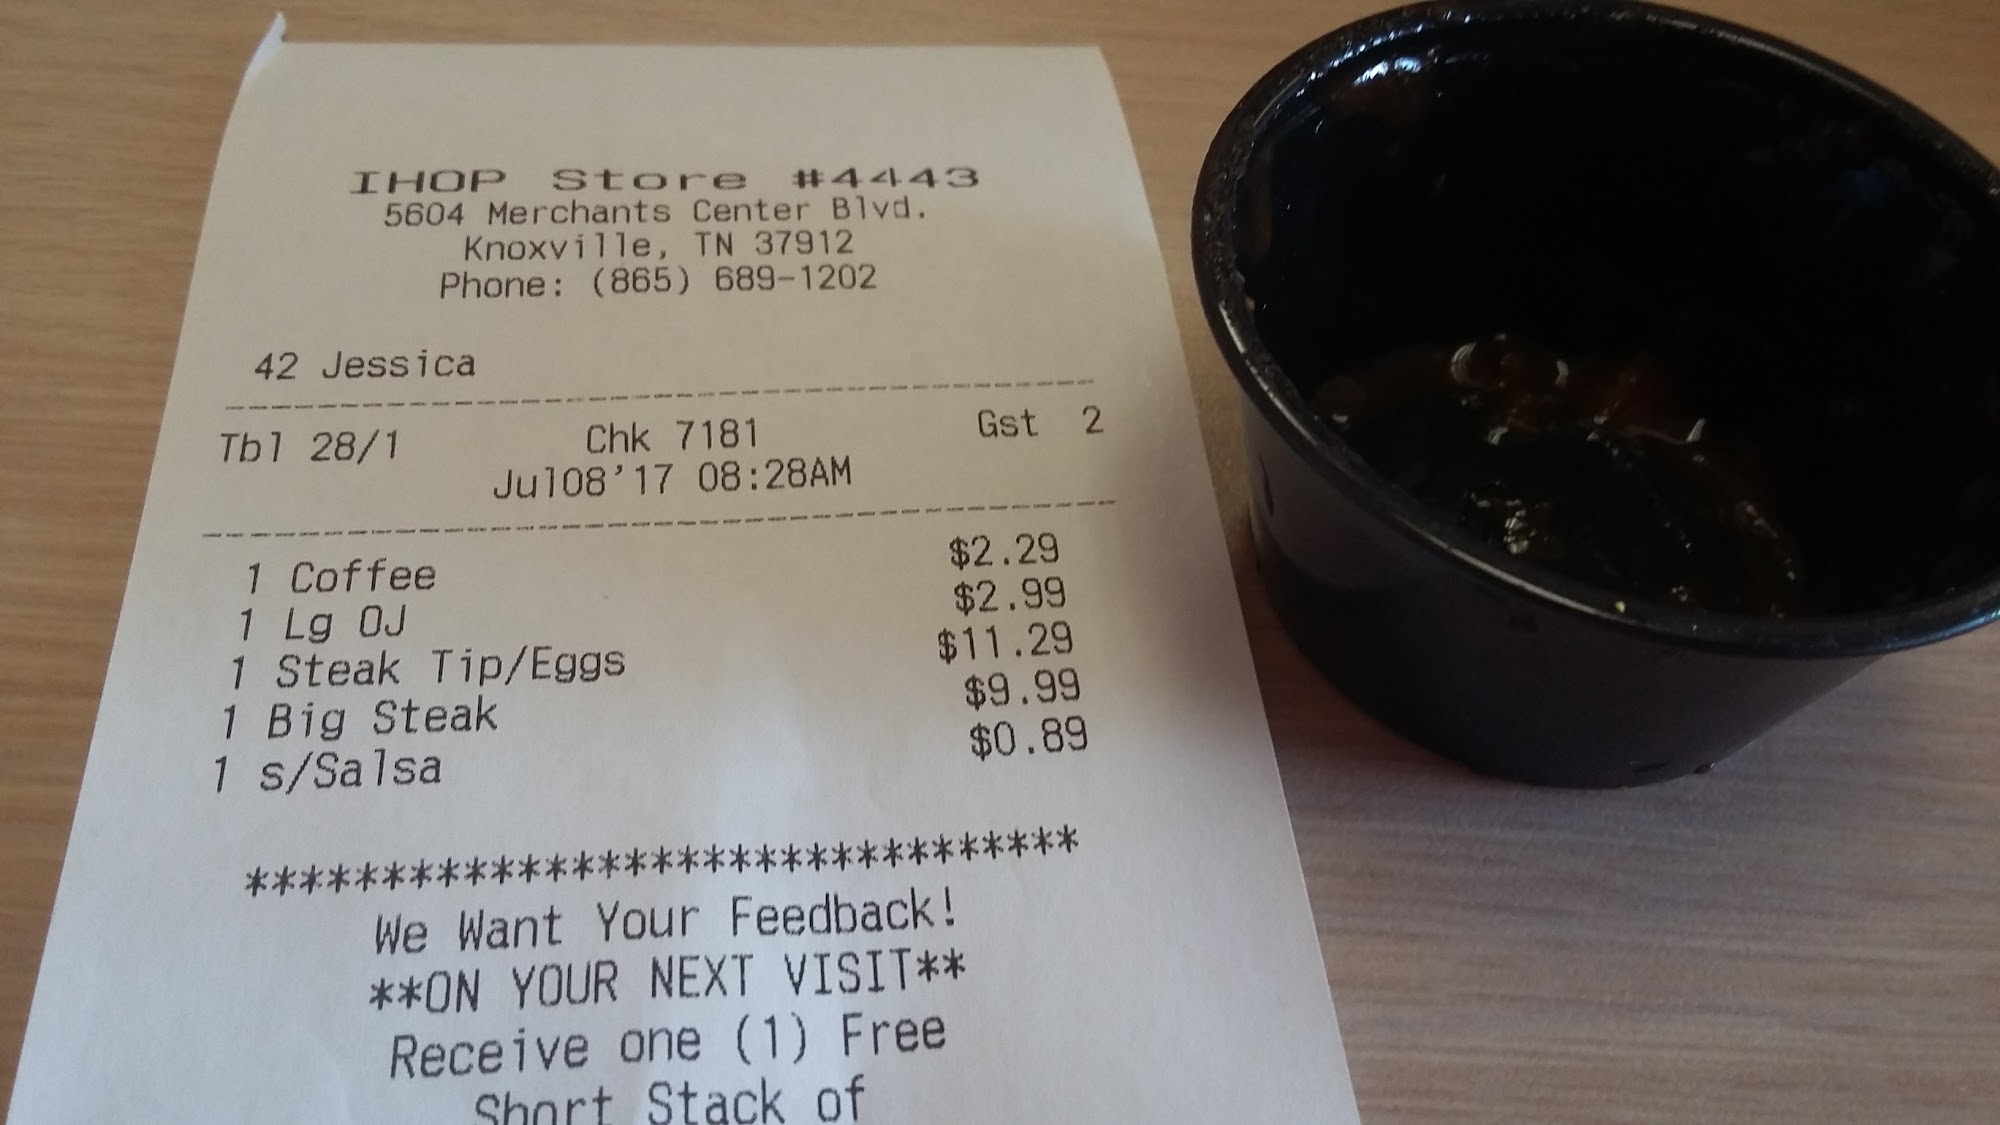 IHOP Store #4443
5604 Merchants Center Blvd.
Knoxville, TN 37912
Phone: (865) 689-1202
42 Jessica
Tbl 28/1 Chk 7181 Gst 2
Jul08'17 08:28AM
1 Coffee $2.29
1 Lg OJ $2.99
1 Steak Tip/Eggs $11.29
1 Big Steak $9.99
1 s/Salsa $0.89
*******************************
We Want Your Feedback!
**ON YOUR NEXT VISIT**
Receive one (1) Free
Short Stack of